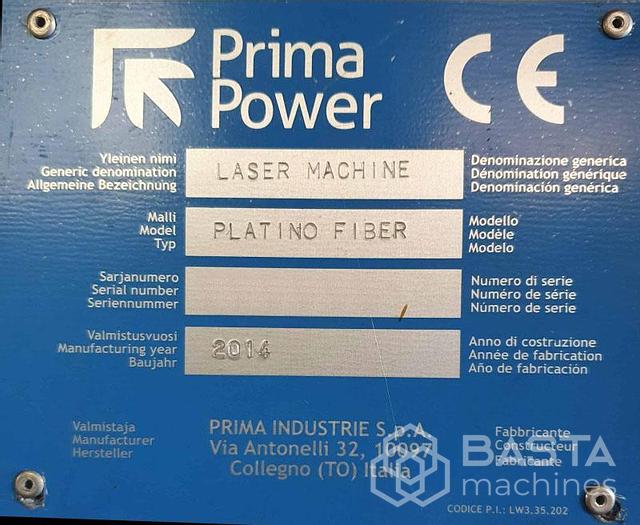 Prima
Power
CE
Yleinen nimi
Generic denomination
Allgemeine Bezeichnung
LASER MACHINE
Denominazione generica
Dénomination générique
Denominación genérica
Malli
Model
Typ
PLATINO FIBER
Modello
Modèle
Modelo
Sarjanumero
Serial number
Seriennummer
Numero di serie
Numéro de série
Número de serie
Valmistusvuosi
Manufacturing year
Baujahr
2014
Anno di costruzione
Année de fabrication
Año de fabricación
Valmistaja
Manufacturer
Hersteller
PRIMA INDUSTRIE S.p.A
Via Antonelli 32, 10097
Collegno (TO) Italia
Fabbricante
Constructeur
Fabricante
BASTA
machines
CODICE P.I.: LW3.35.202